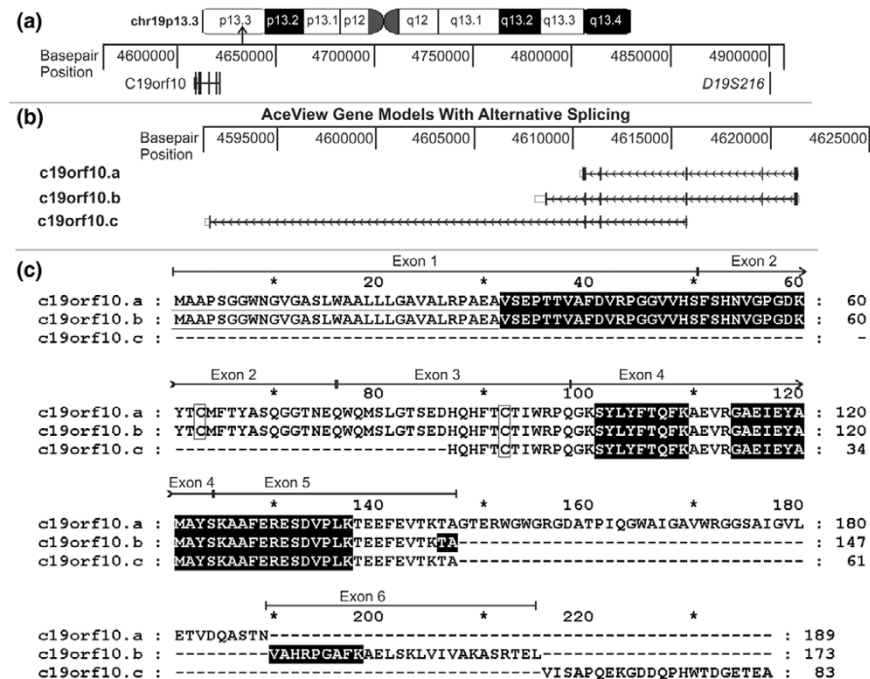 (a)
chr19p13.3 p13.3 p13.2 p13.1 p12 q12 q13.1 q13.2 q13.3 q13.4
Basepair Position 4600000 4650000 4700000 4750000 4800000 4850000 4900000
C19orf10 D19S216
(b)
AceView Gene Models With Alternative Splicing
Basepair Position 4595000 4600000 4605000 4610000 4615000 4620000 4625000
c19orf10.a
c19orf10.b
c19orf10.c
(c)
Exon 1 Exon 2
* 20 * 40 * 60
c19orf10.a : MAAPSGGWNGVGASLWAALLLGAVALRPAEAVSEPTTVAFDVRPGGVVHSFSHNVGPGDK : 60
c19orf10.b : MAAPSGGWNGVGASLWAALLLGAVALRPAEAVSEPTTVAFDVRPGGVVHSFSHNVGPGDK : 60
c19orf10.c : ------------------------------------------------------------ : -
Exon 2 Exon 3 Exon 4
* 80 * 100 * 120
c19orf10.a : YTCMFTYASQGGTNEQWQMSLGTSEDHQHFTCTIWRPQGKSYLYFTQFKAEVRGAEIEYA : 120
c19orf10.b : YTCMFTYASQGGTNEQWQMSLGTSEDHQHFTCTIWRPQGKSYLYFTQFKAEVRGAEIEYA : 120
c19orf10.c : --------------------------HQHFTCTIWRPQGKSYLYFTQFKAEVRGAEIEYA : 34
Exon 4 Exon 5
* 140 * 160 * 180
c19orf10.a : MAYSKAAFERESDVPLKTEEFEVTKTAGTERWGWGRGDATPIQGWAIGAVWRGGSAIGVL : 180
c19orf10.b : MAYSKAAFERESDVPLKTEEFEVTKTA--------------------------------- : 147
c19orf10.c : MAYSKAAFERESDVPLKTEEFEVTKTA--------------------------------- : 61
Exon 6
* 200 * 220 *
c19orf10.a : ETVDQASTN------------------------------------------------ : 189
c19orf10.b : ---------VAHRPGAFKAELSKLVIVAKASRTEL---------------------- : 173
c19orf10.c : -----------------------------------VISAPQEKGDDQPHWTDGETEA : 83